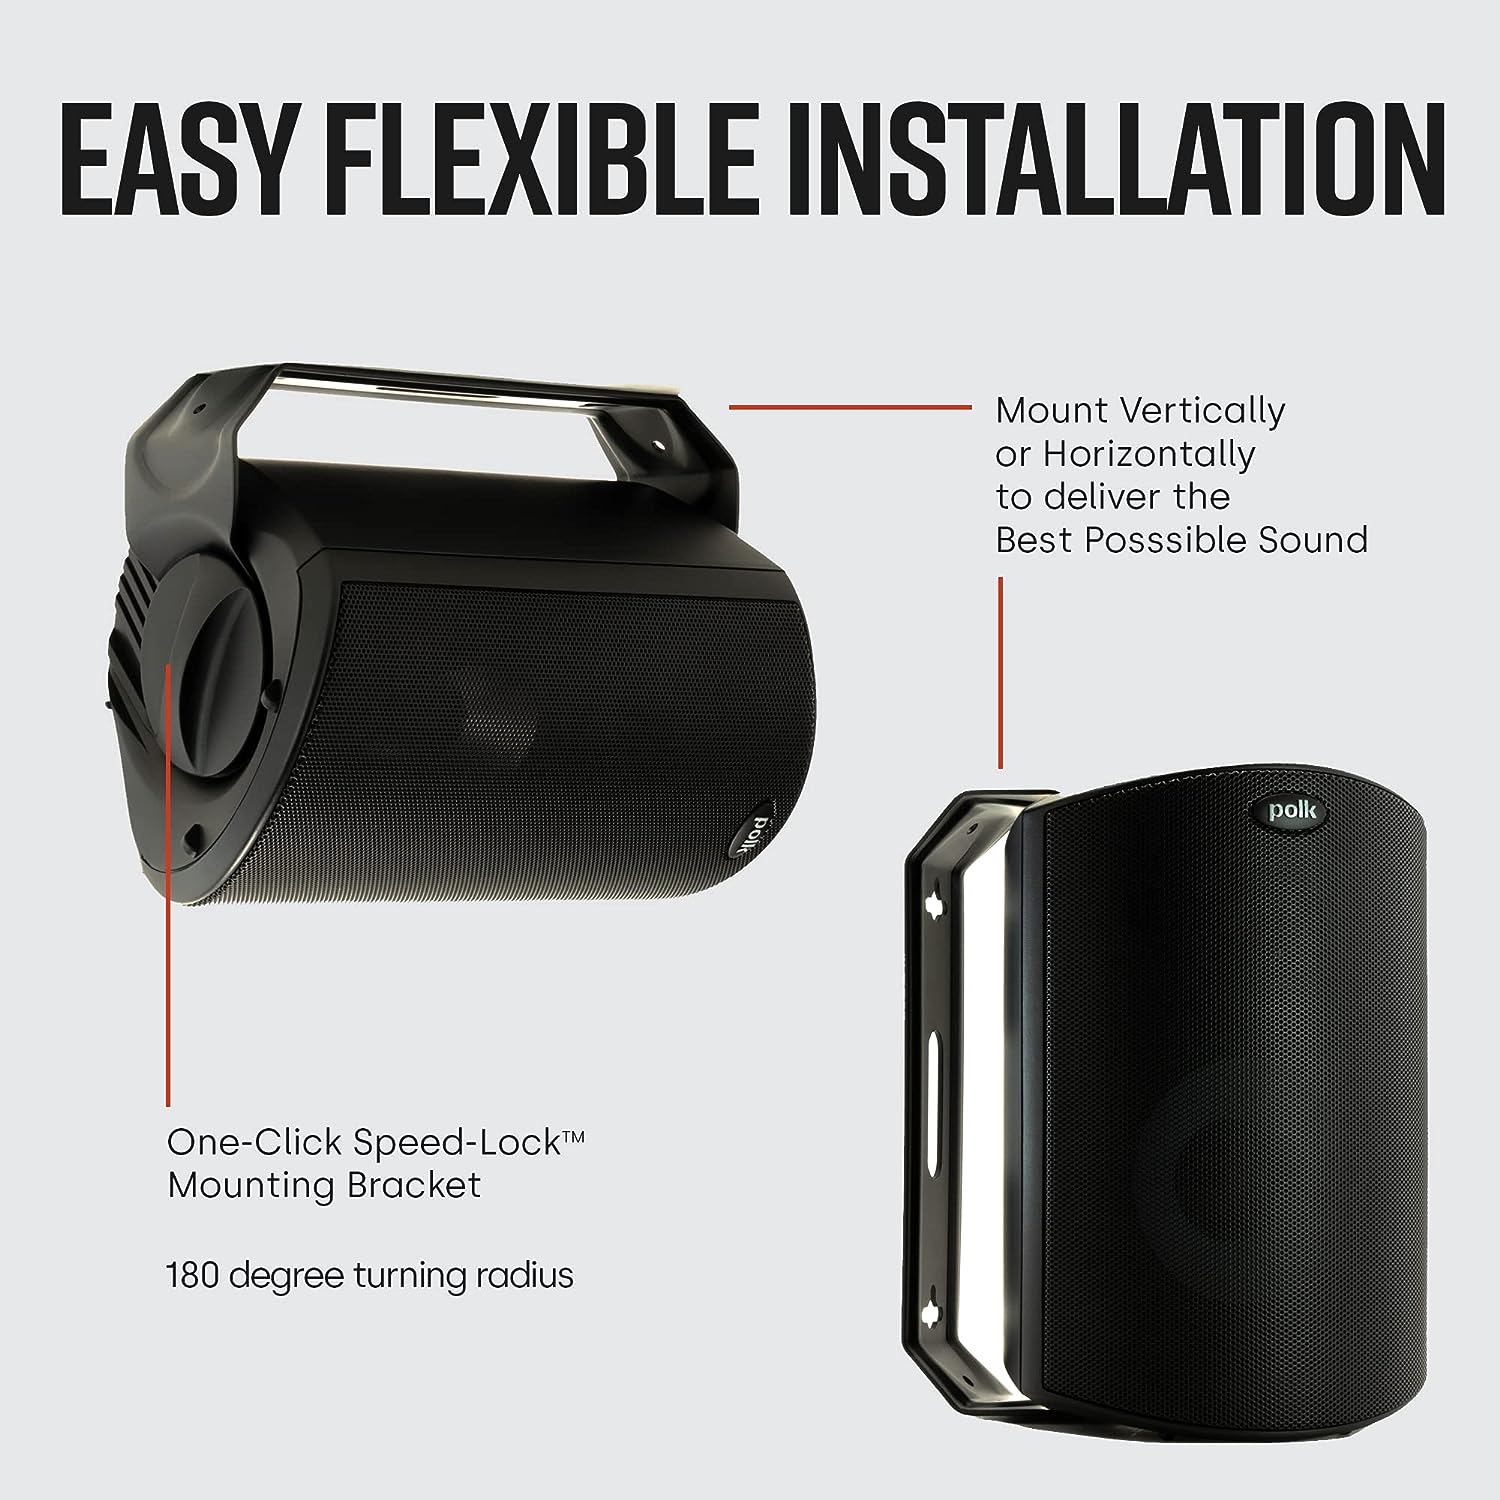 EASY FLEXIBLE INSTALLATION
Mount Vertically
or Horizontally
to deliver the
Best Posssible Sound
polk
polk
One-Click Speed-Lock™
Mounting Bracket
180 degree turning radius